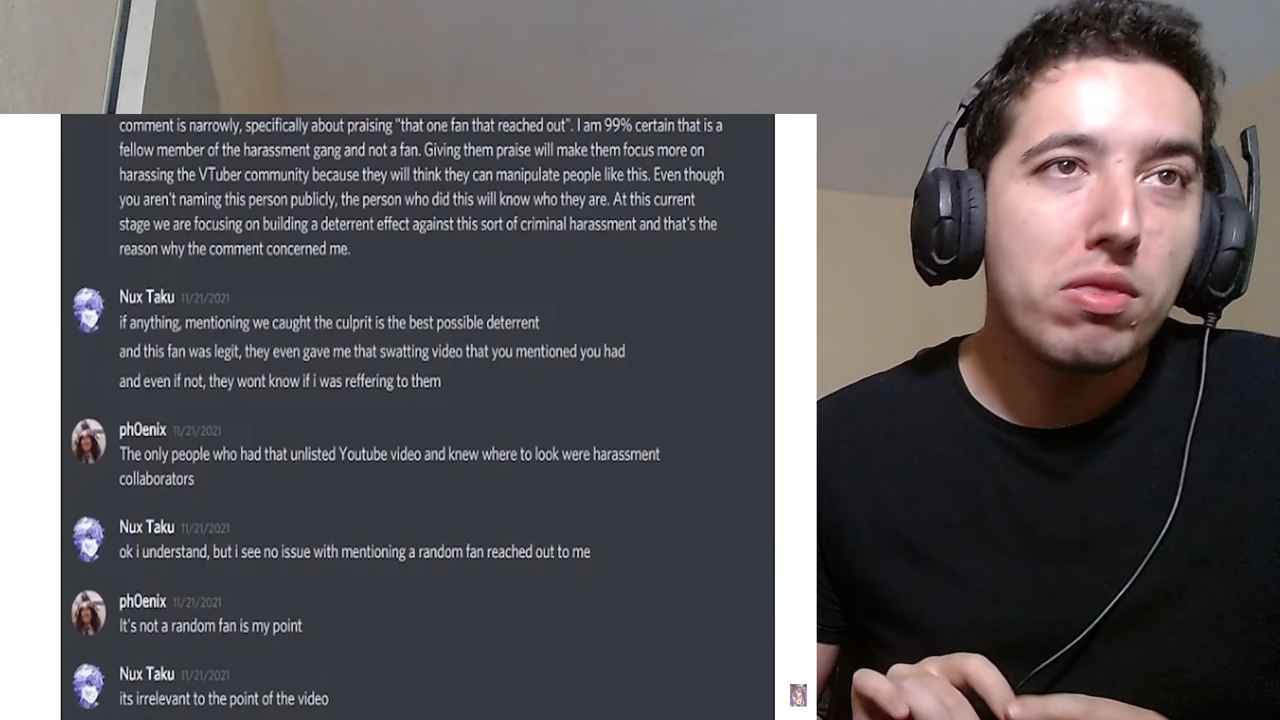 comment is narrowly, specifically about praising "that one fan that reached out". I am 99% certain that is a
fellow member of the harassment gang and not a fan. Giving them praise will make them focus more on
harassing the VTuber community because they will think they can manipulate people like this. Even though
you aren't naming this person publicly, the person who did this will know who they are. At this current
stage we are focusing on building a deterrent effect against this sort of criminal harassment and that's the
reason why the comment concerned me.
Nux Taku 11/21/2021
if anything, mentioning we caught the culprit is the best possible deterrent
and this fan was legit, they even gave me that swatting video that you mentioned you had
and even if not, they wont know if i was reffering to them
ph0enix 11/21/2021
The only people who had that unlisted Youtube video and knew where to look were harassment
collaborators
Nux Taku 11/21/2021
ok i understand, but i see no issue with mentioning a random fan reached out to me
ph0enix 11/21/2021
It's not a random fan is my point
Nux Taku 11/21/2021
its irrelevant to the point of the video